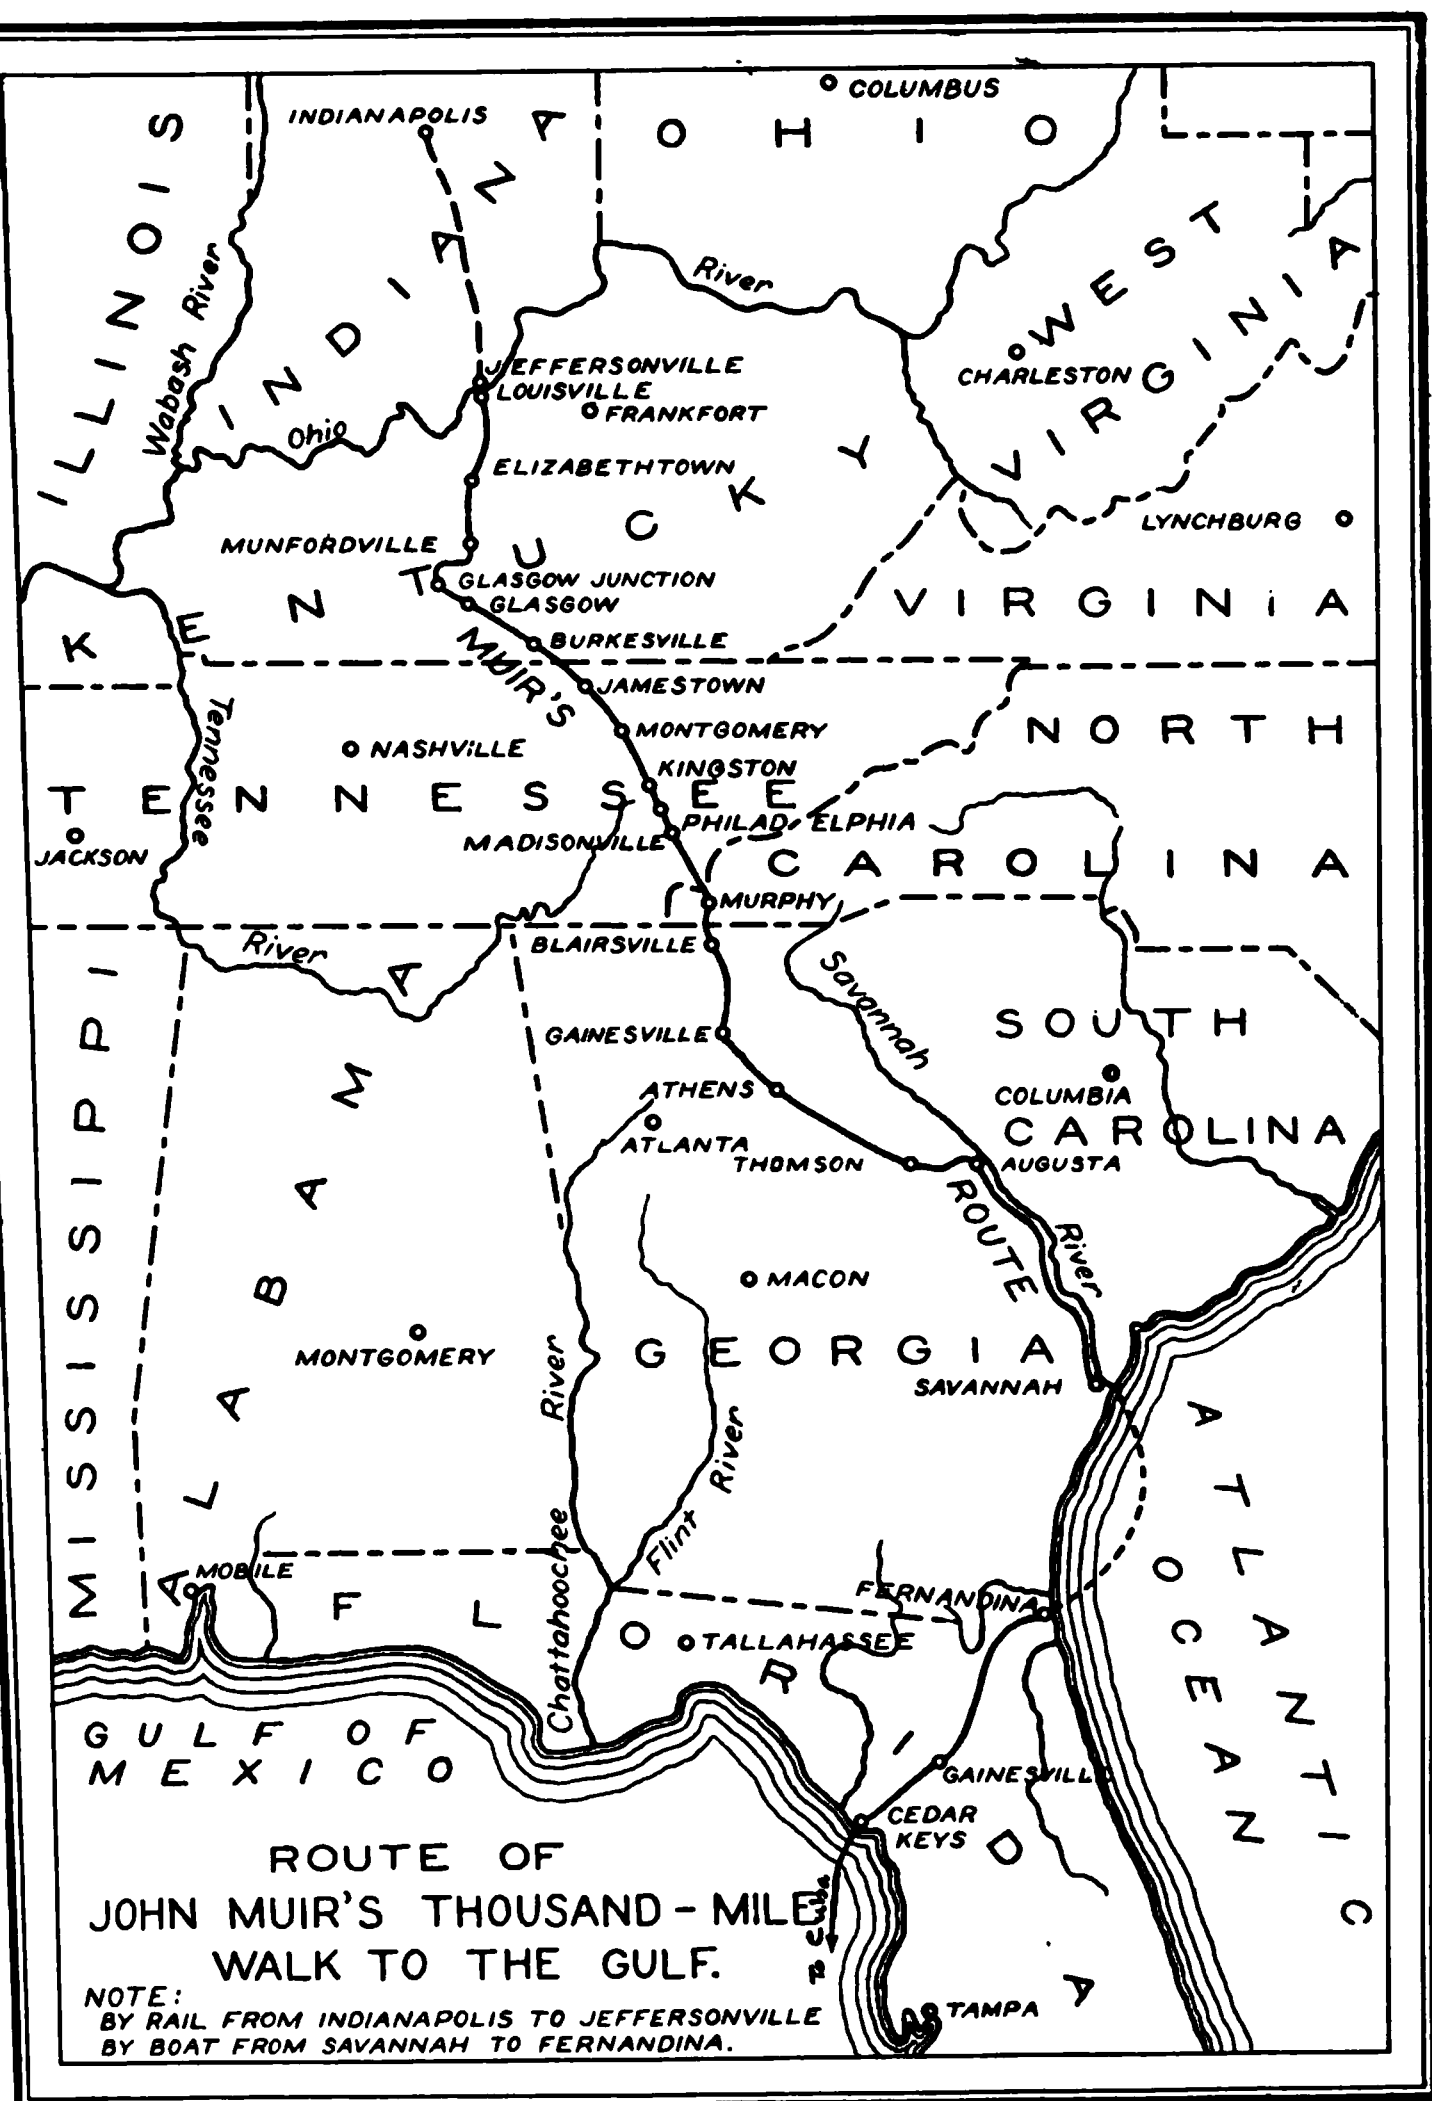 COLUMBUS
INDIANAPOLIS
OHIO
ILLINOIS
INDIANA
WEST
VIRGINIA
Wabash River
River
JEFFERSONVILLE
LOUISVILLE
CHARLESTON
FRANKFORT
Ohio
ELIZABETHTOWN
LYNCHBURG
MUNFORDVILLE
KENTUCKY
GLASGOW JUNCTION
GLASGOW
VIRGINIA
BURKESVILLE
MUIR'S
JAMESTOWN
Tennessee
MONTGOMERY
NORTH
NASHVILLE
KINGSTON
TENNESSEE
PHILADELPHIA
MADISONVILLE
JACKSON
CAROLINA
MURPHY
River
BLAIRSVILLE
Savannah
MISSISSIPPI
ALABAMA
SOUTH
GAINESVILLE
ATHENS
COLUMBIA
ATLANTA
CAROLINA
THOMSON
AUGUSTA
ROUTE
River
MACON
MONTGOMERY
River
GEORGIA
SAVANNAH
River
ATLANTIC
OCEAN
Chattahoochee
Flint
MOBILE
FLORIDA
FERNANDINA
TALLAHASSEE
GULF OF
MEXICO
GAINESVILLE
CEDAR
KEYS
ROUTE OF
JOHN MUIR'S THOUSAND-MILE
WALK TO THE GULF.
To Cuba
NOTE:
BY RAIL FROM INDIANAPOLIS TO JEFFERSONVILLE
BY BOAT FROM SAVANNAH TO FERNANDINA.
TAMPA